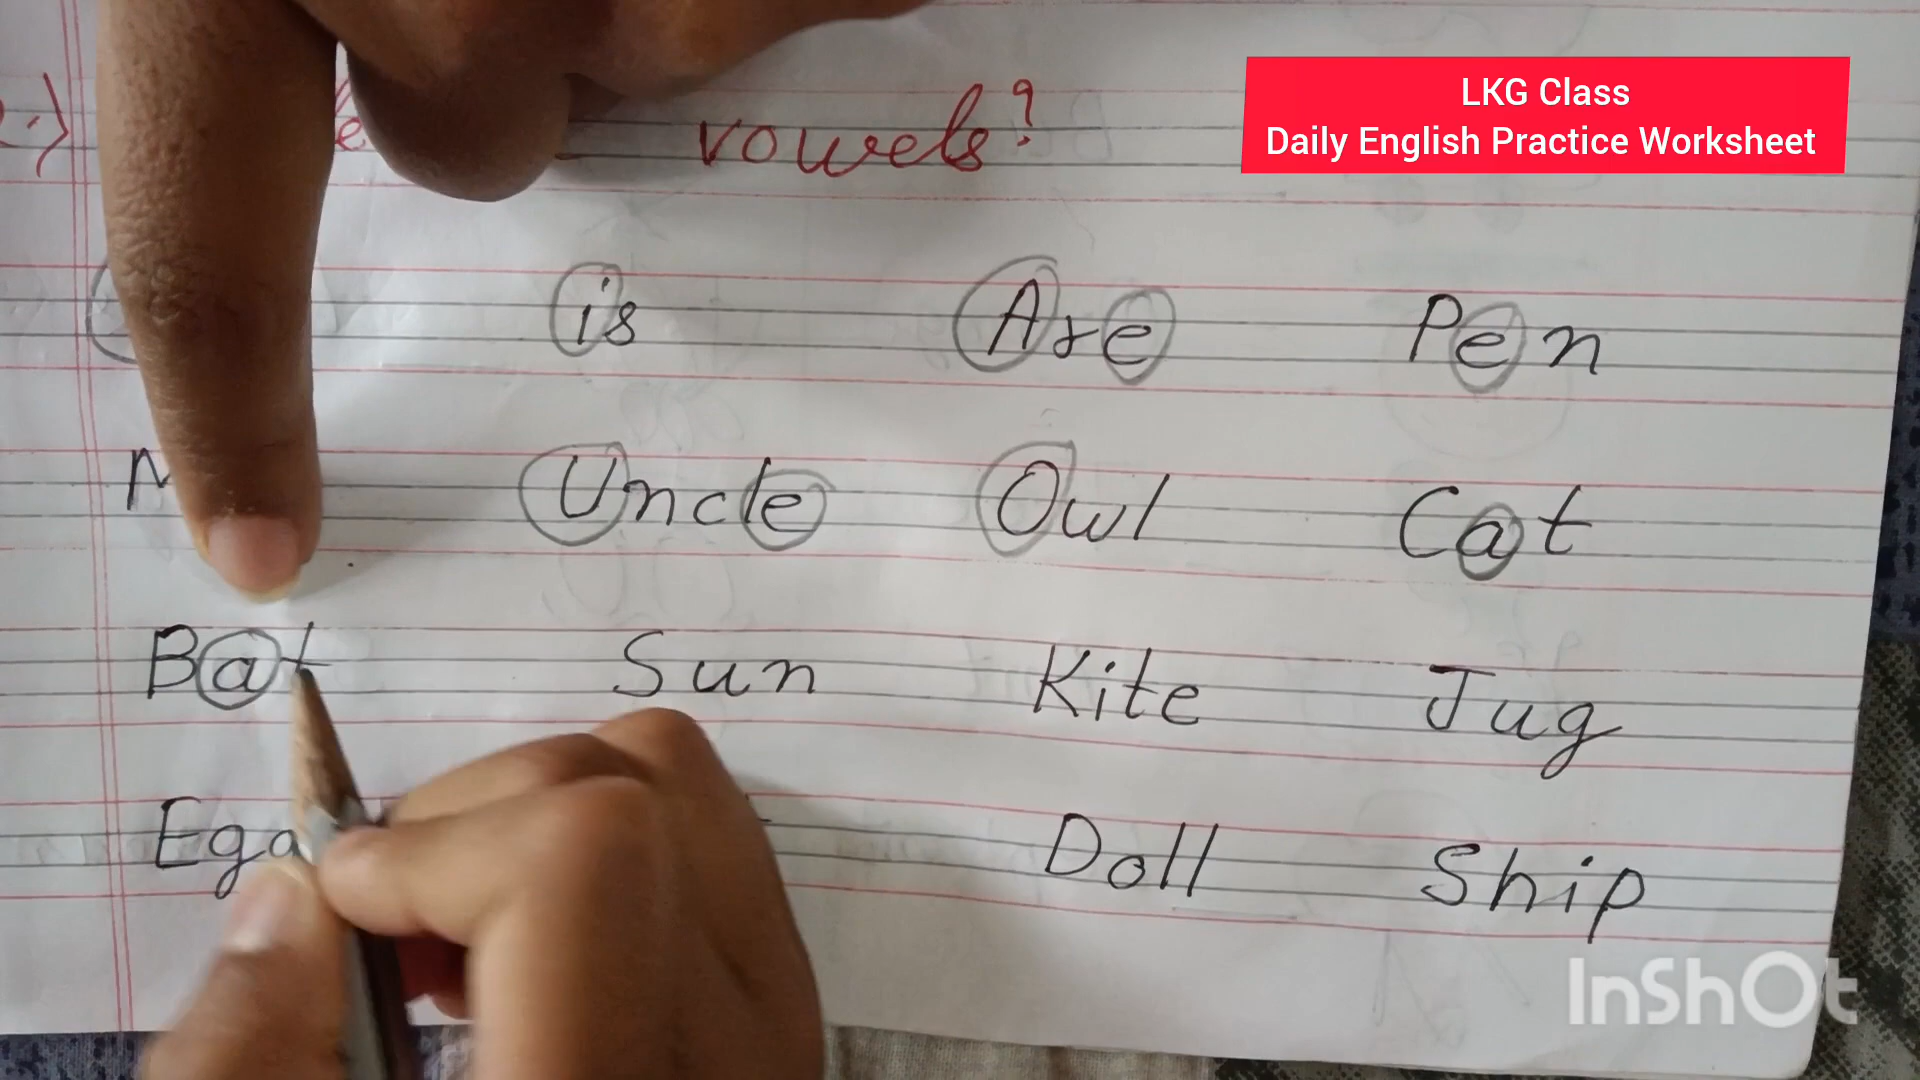 LKG Class
Daily English Practice Worksheet
vowels?
is Are Pen
Uncle Owl Cat
Bat Sun Kite Jug
Doll Ship
InShOt